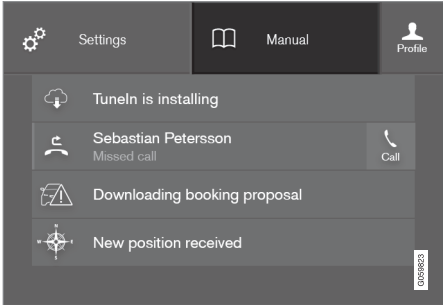 Settings
Manual
Profile
TuneIn is installing
Sebastian Petersson
Missed call
Call
Downloading booking proposal
N
W
E
S
New position received
G059823